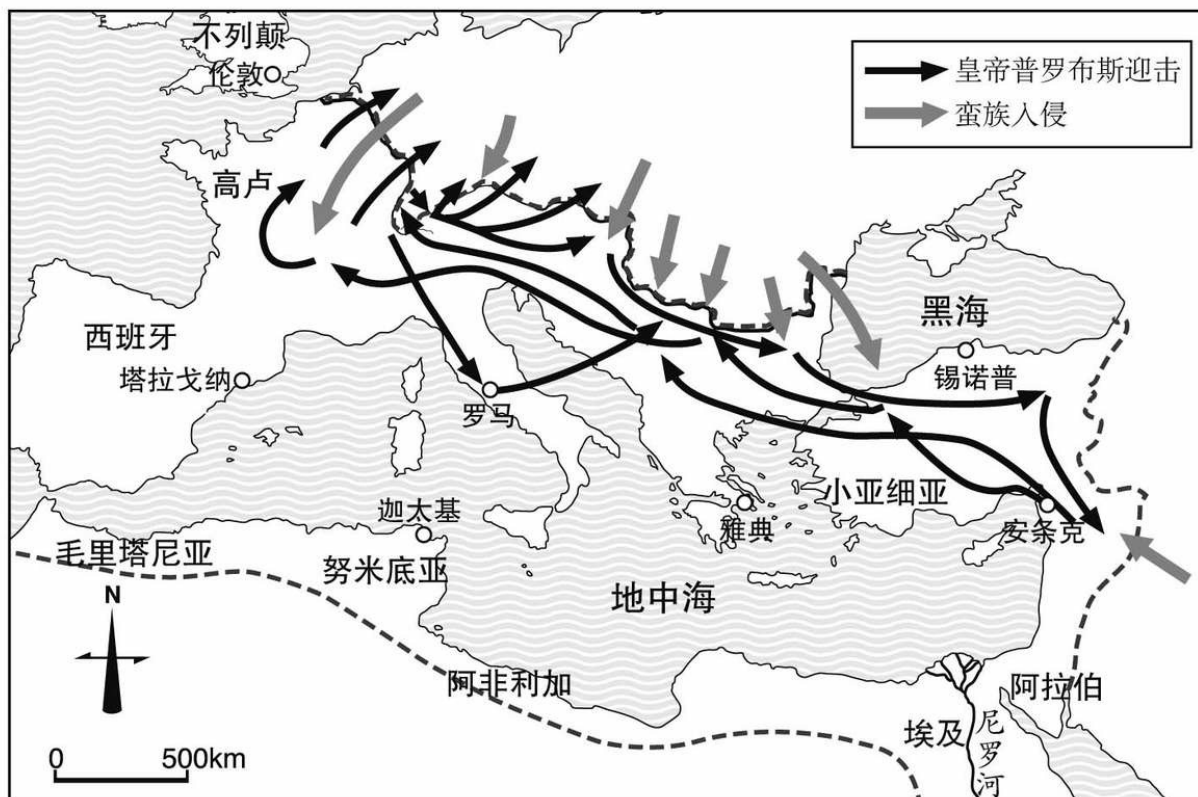 不列颠
伦敦
皇帝普罗布斯迎击
蛮族入侵
高卢
黑海
西班牙
塔拉戈纳
锡诺普
罗马
小亚细亚
迦太基
雅典
安条克
毛里塔尼亚
努米底亚
地中海
N
阿非利加
阿拉伯
埃及
尼罗河
0 500km